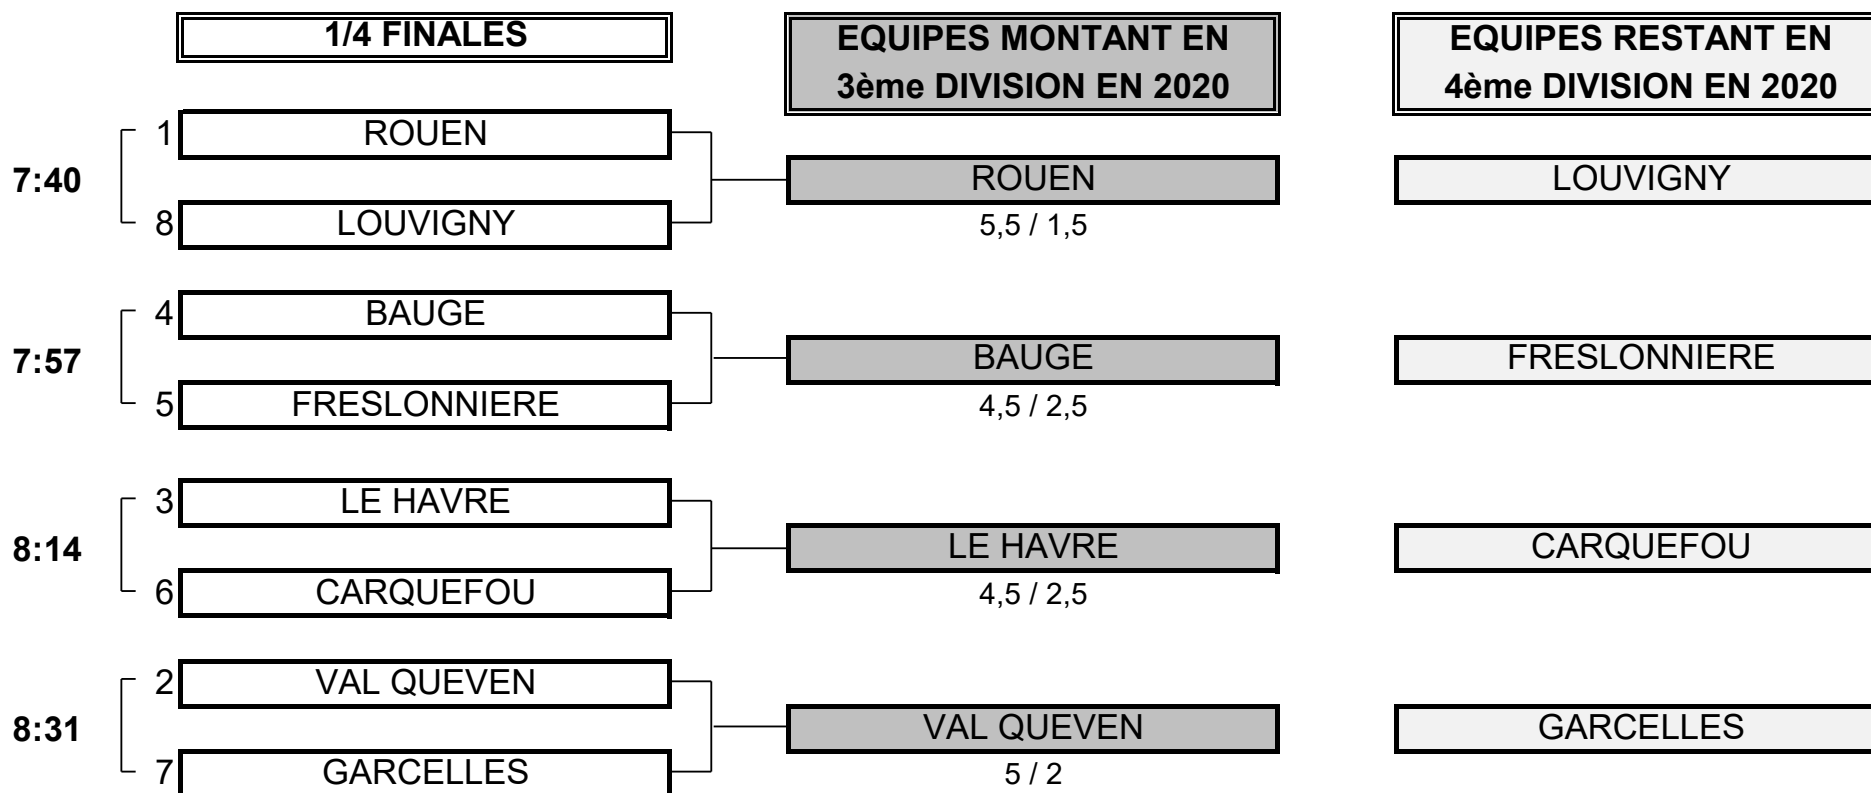 1/4 FINALES
EQUIPES MONTANT EN
3ème DIVISION EN 2020
EQUIPES RESTANT EN
4ème DIVISION EN 2020
1 ROUEN
7:40 ROUEN LOUVIGNY
8 LOUVIGNY 5,5 / 1,5
4 BAUGE
7:57 BAUGE FRESLONNIERE
5 FRESLONNIERE 4,5 / 2,5
3 LE HAVRE
8:14 LE HAVRE CARQUEFOU
6 CARQUEFOU 4,5 / 2,5
2 VAL QUEVEN
8:31 VAL QUEVEN GARCELLES
7 GARCELLES 5 / 2